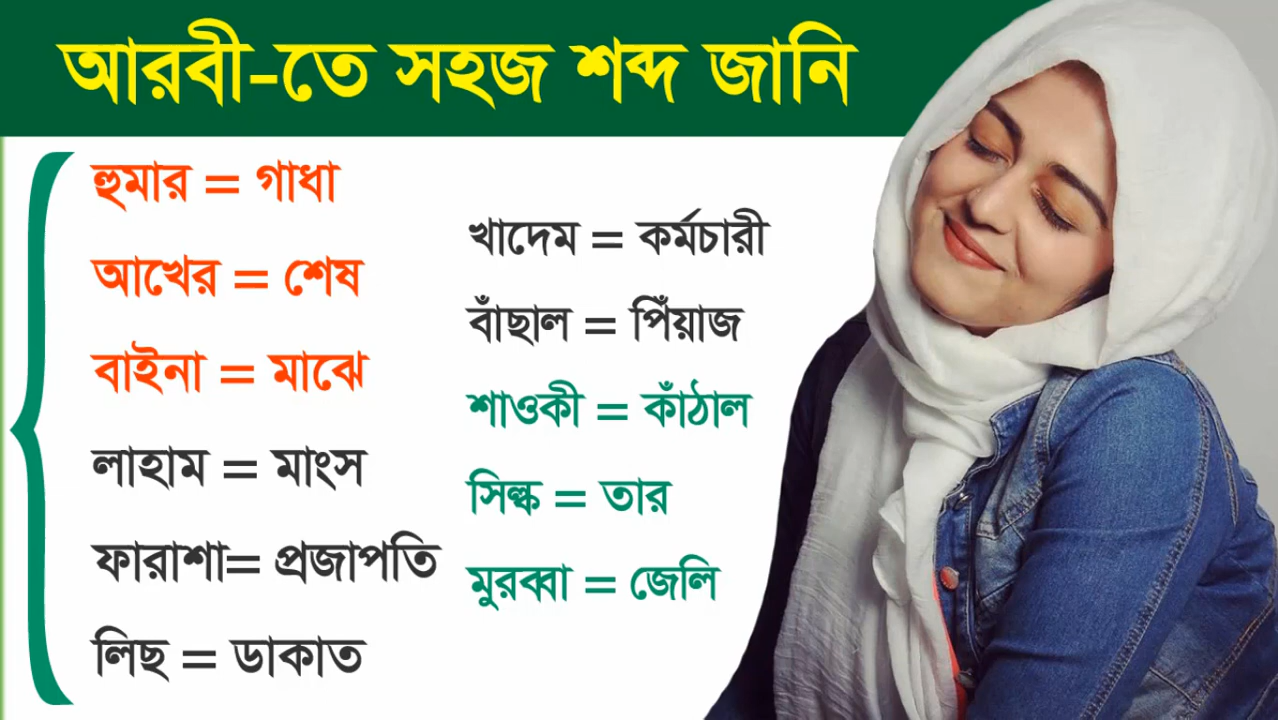 আরবী-তে সহজ শব্দ জানি
হুমার = গাধা
আখের = শেষ
বাইনা = মাঝে
লাহাম = মাংস
ফারাশা= প্রজাপতি
লিছ = ডাকাত
খাদেম = কর্মচারী
বাঁছাল = পিঁয়াজ
শাওকী = কাঁঠাল
সিল্ক = তার
মুরব্বা = জেলি